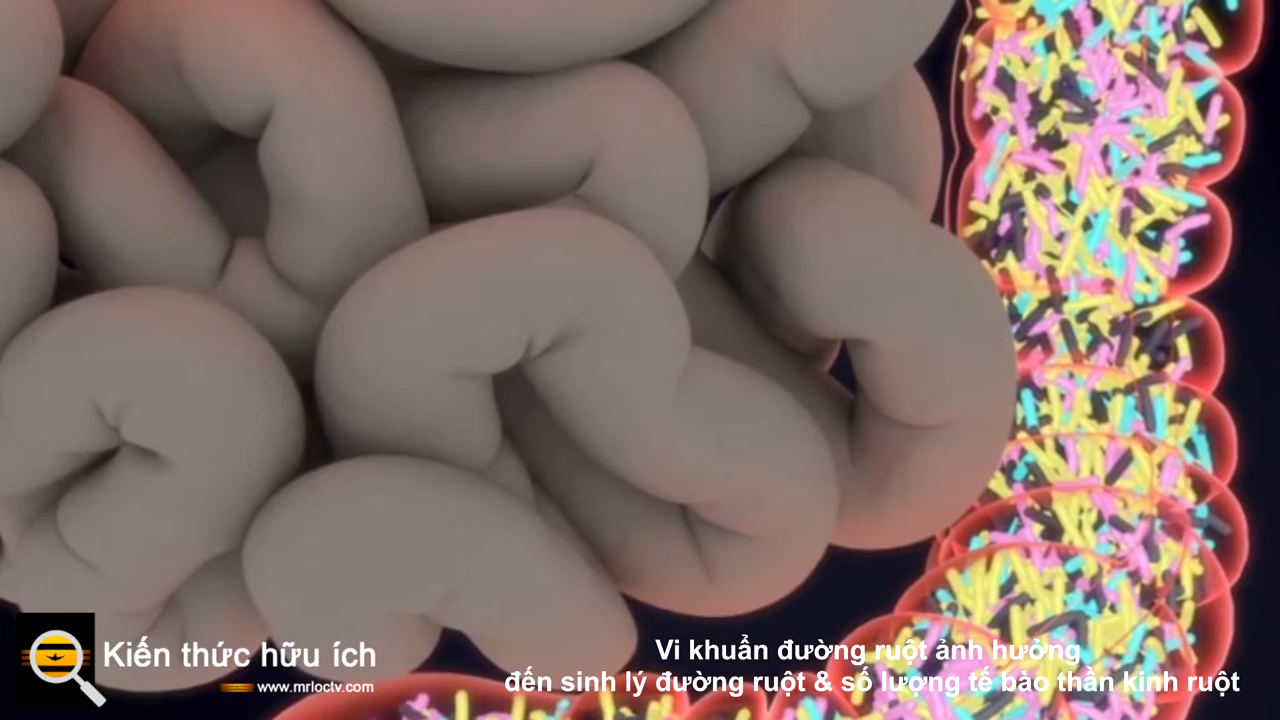 Kiến thức hữu ích
www.mrloctv.com
Vi khuẩn đường ruột ảnh hưởng
đến sinh lý đường ruột & số lượng tế bào thần kinh ruột